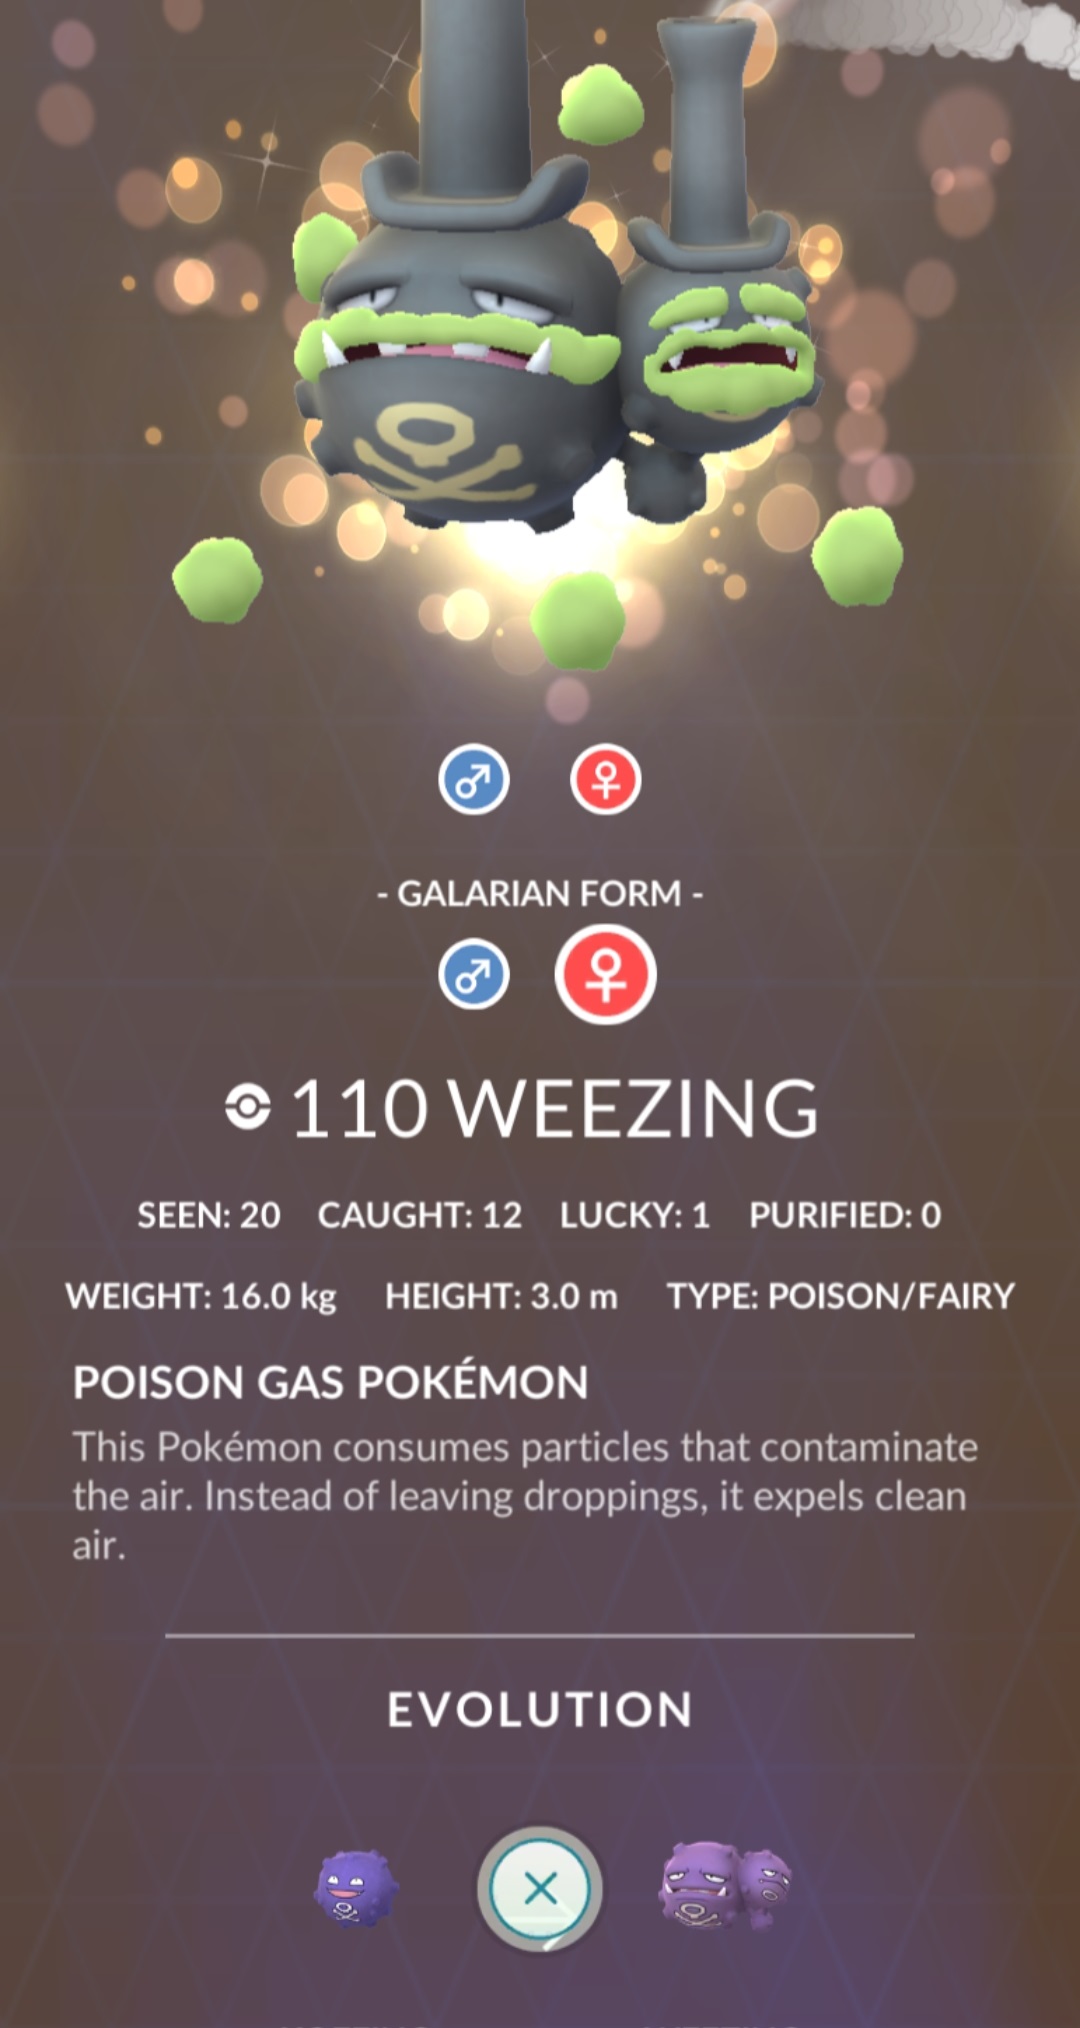 - GALARIAN FORM -
110 WEEZING
SEEN: 20 CAUGHT: 12 LUCKY: 1 PURIFIED: 0
WEIGHT: 16.0 kg HEIGHT: 3.0 m TYPE: POISON/FAIRY
POISON GAS POKÉMON
This Pokémon consumes particles that contaminate
the air. Instead of leaving droppings, it expels clean
air.
EVOLUTION